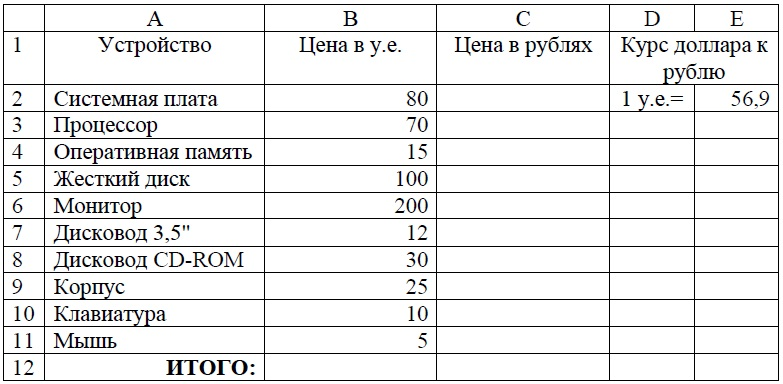 A B C D E
1 Устройство Цена в у.е. Цена в рублях Курс доллара к
рублю
2 Системная плата 80 1 у.е.= 56,9
3 Процессор 70
4 Оперативная память 15
5 Жесткий диск 100
6 Монитор 200
7 Дисковод 3,5" 12
8 Дисковод CD-ROM 30
9 Корпус 25
10 Клавиатура 10
11 Мышь 5
12 ИТОГО: